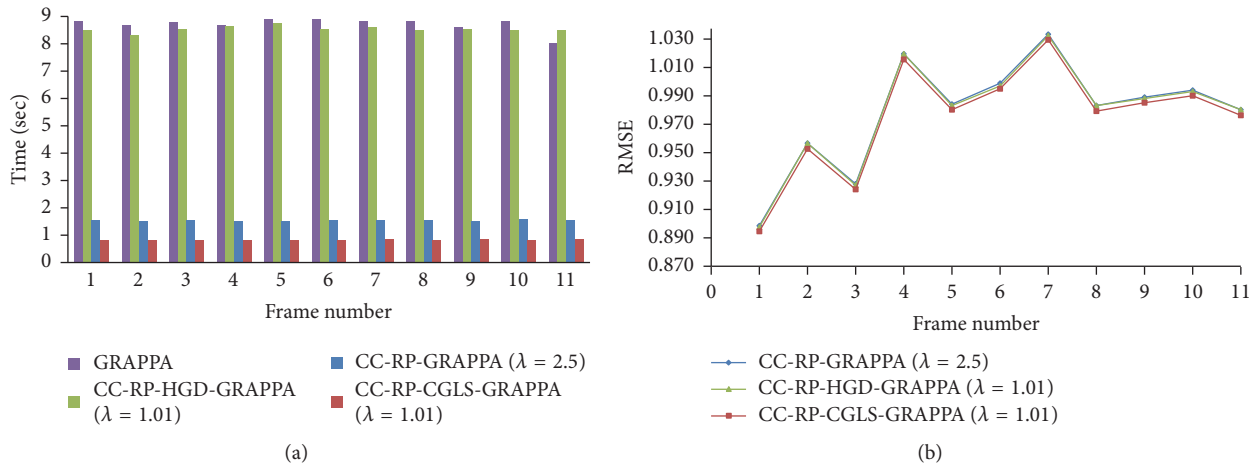 9
8
7
6
5
4
3
2
1
0
Time (sec)
1 2 3 4 5 6 7 8 9 10 11
Frame number
GRAPPA
CC-RP-HGD-GRAPPA
(λ = 1.01)
CC-RP-GRAPPA (λ = 2.5)
CC-RP-CGLS-GRAPPA
(λ = 1.01)
(a)
1.030
1.010
0.990
0.970
0.950
0.930
0.910
0.890
0.870
RMSE
0 1 2 3 4 5 6 7 8 9 10 11
Frame number
CC-RP-GRAPPA (λ = 2.5)
CC-RP-HGD-GRAPPA (λ = 1.01)
CC-RP-CGLS-GRAPPA (λ = 1.01)
(b)